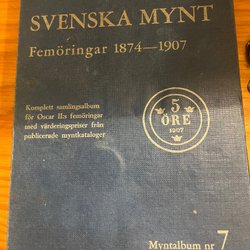 SVENSKA MYNT
Femöringar 1874—1907
Komplett samlingsalbum
för Oscar II:s femöringar
med värderingspriser från
publicerade myntkataloger
5
ÖRE
1907
Myntalbum nr 7